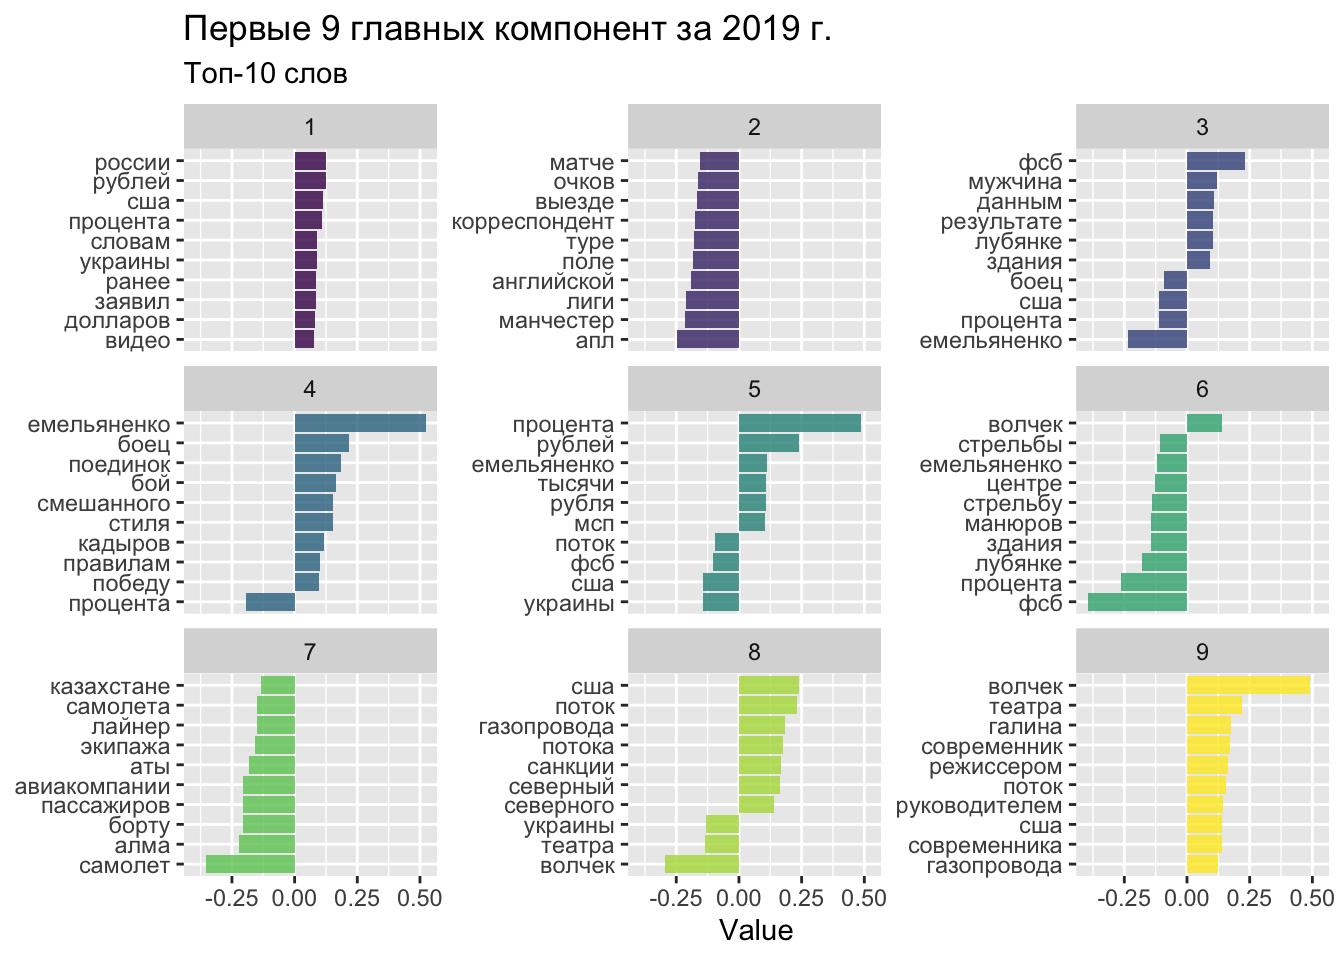 Первые 9 главных компонент за 2019 г.
Топ-10 слов
1
россии
рублей
сша
процента
словам
украины
ранее
заявил
долларов
видео
2
матче
очков
выезде
корреспондент
туре
поле
английской
лиги
манчестер
апл
3
фсб
мужчина
данным
результате
лубянке
здания
боец
сша
процента
емельяненко
4
емельяненко
боец
поединок
бой
смешанного
стиля
кадыров
правилам
победу
процента
5
процента
рублей
емельяненко
тысячи
рубля
мсп
поток
фсб
сша
украины
6
волчек
стрельбы
емельяненко
центре
стрельбу
манюров
здания
лубянке
процента
фсб
7
казахстане
самолета
лайнер
экипажа
аты
авиакомпании
пассажиров
борту
алма
самолет
8
сша
поток
газопровода
потока
санкции
северный
северного
украины
театра
волчек
9
волчек
театра
галина
современник
режиссером
поток
руководителем
сша
современника
газопровода
-0.25 0.00 0.25 0.50
-0.25 0.00 0.25 0.50
-0.25 0.00 0.25 0.50
Value